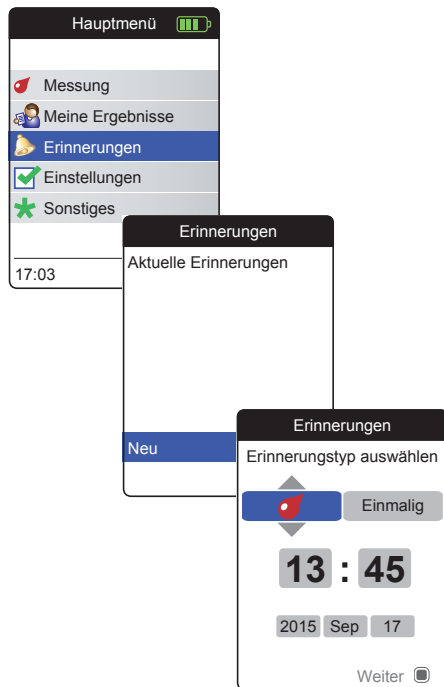 Hauptmenü
Messung
Meine Ergebnisse
Erinnerungen
Einstellungen
Sonstiges
17:03
Erinnerungen
Aktuelle Erinnerungen
Neu
Erinnerungen
Erinnerungstyp auswählen
Einmalig
13 : 45
2015 Sep 17
Weiter